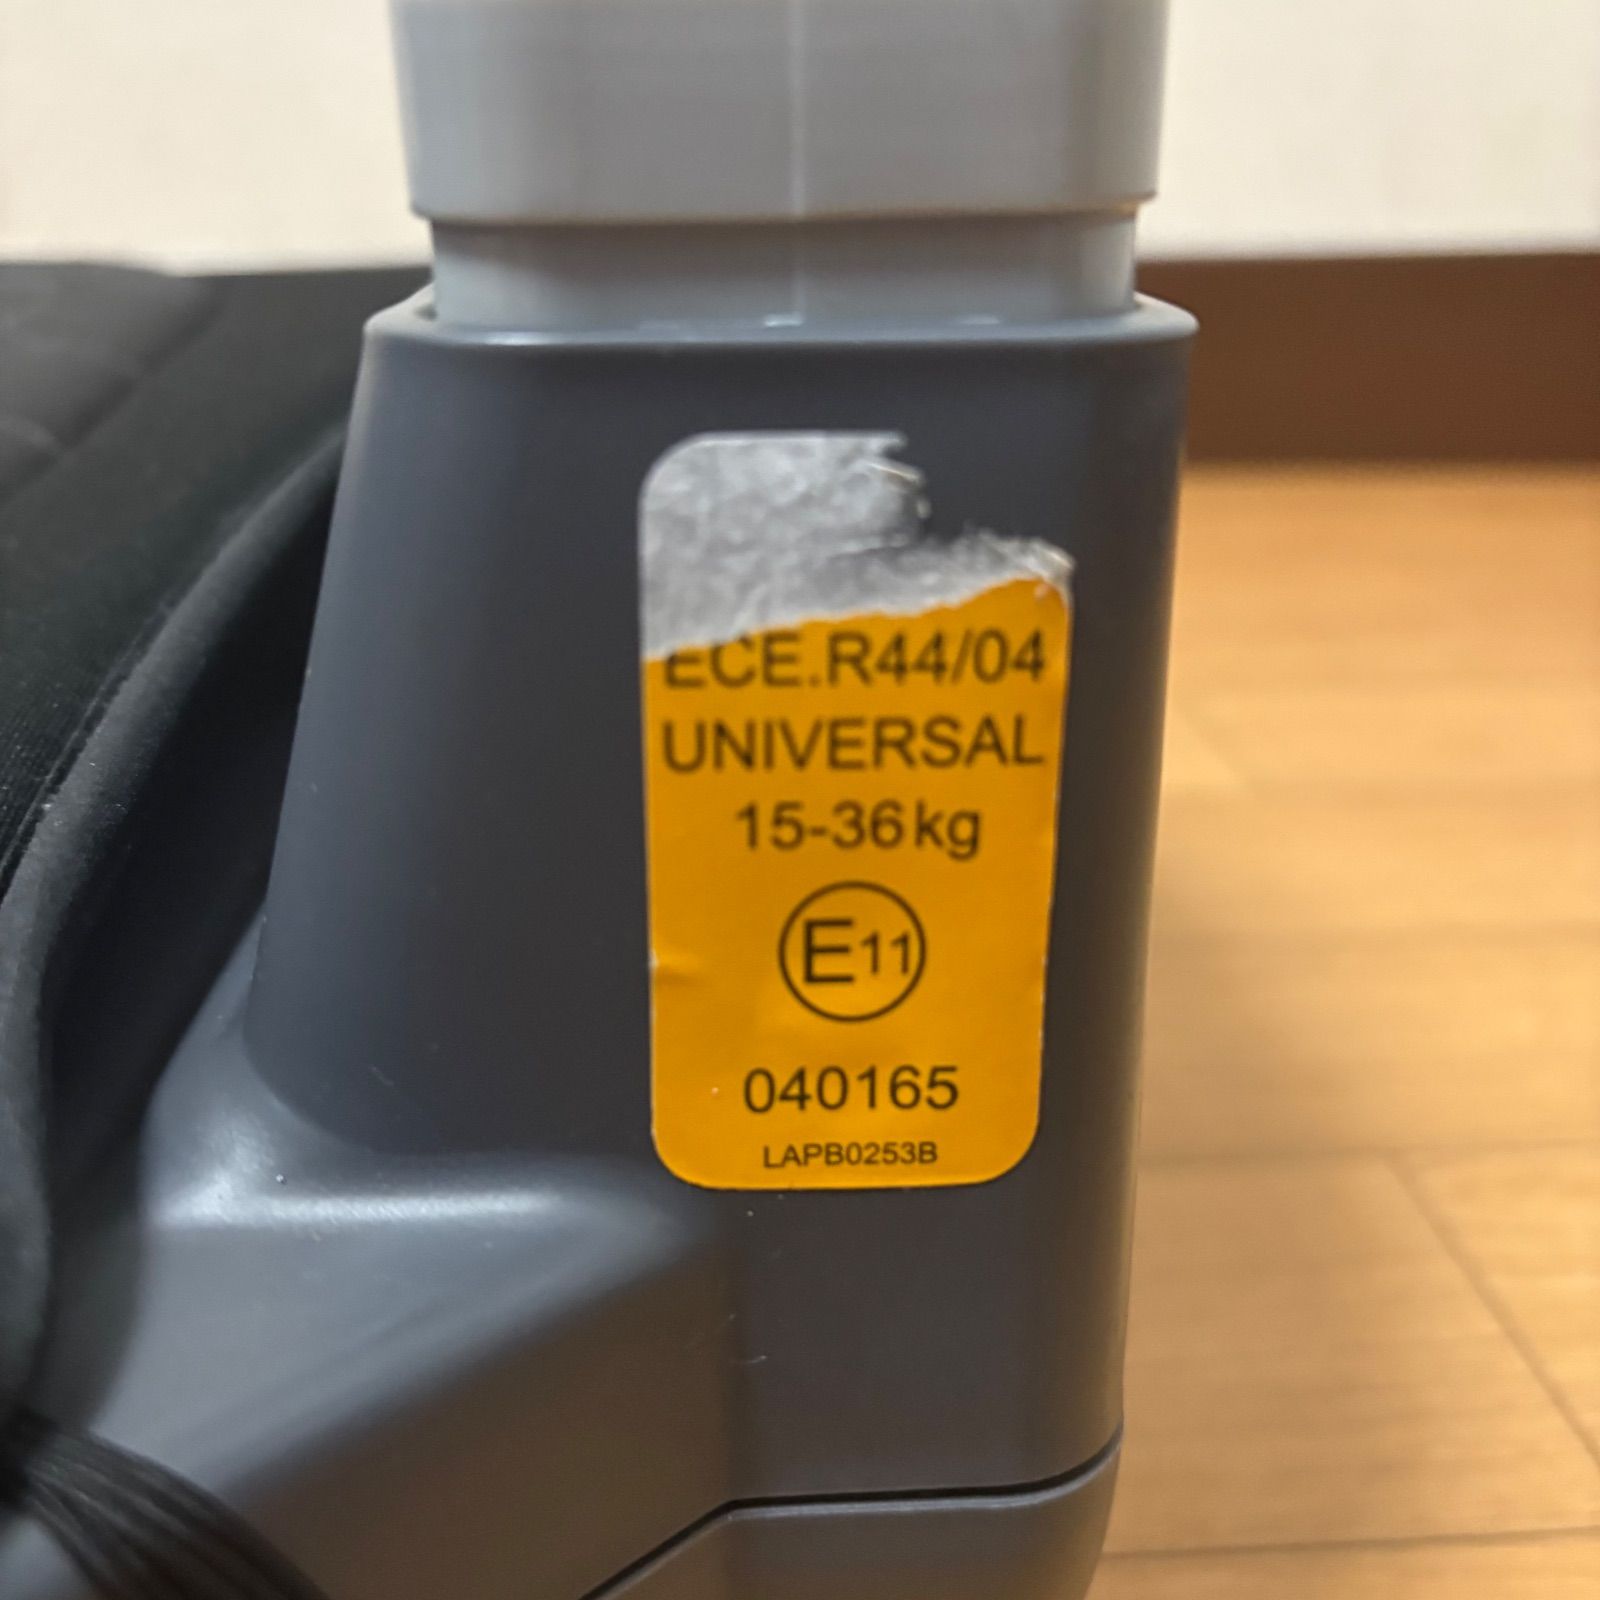 ECE.R44/04
UNIVERSAL
15-36kg
E11
040165
LAPB0253B